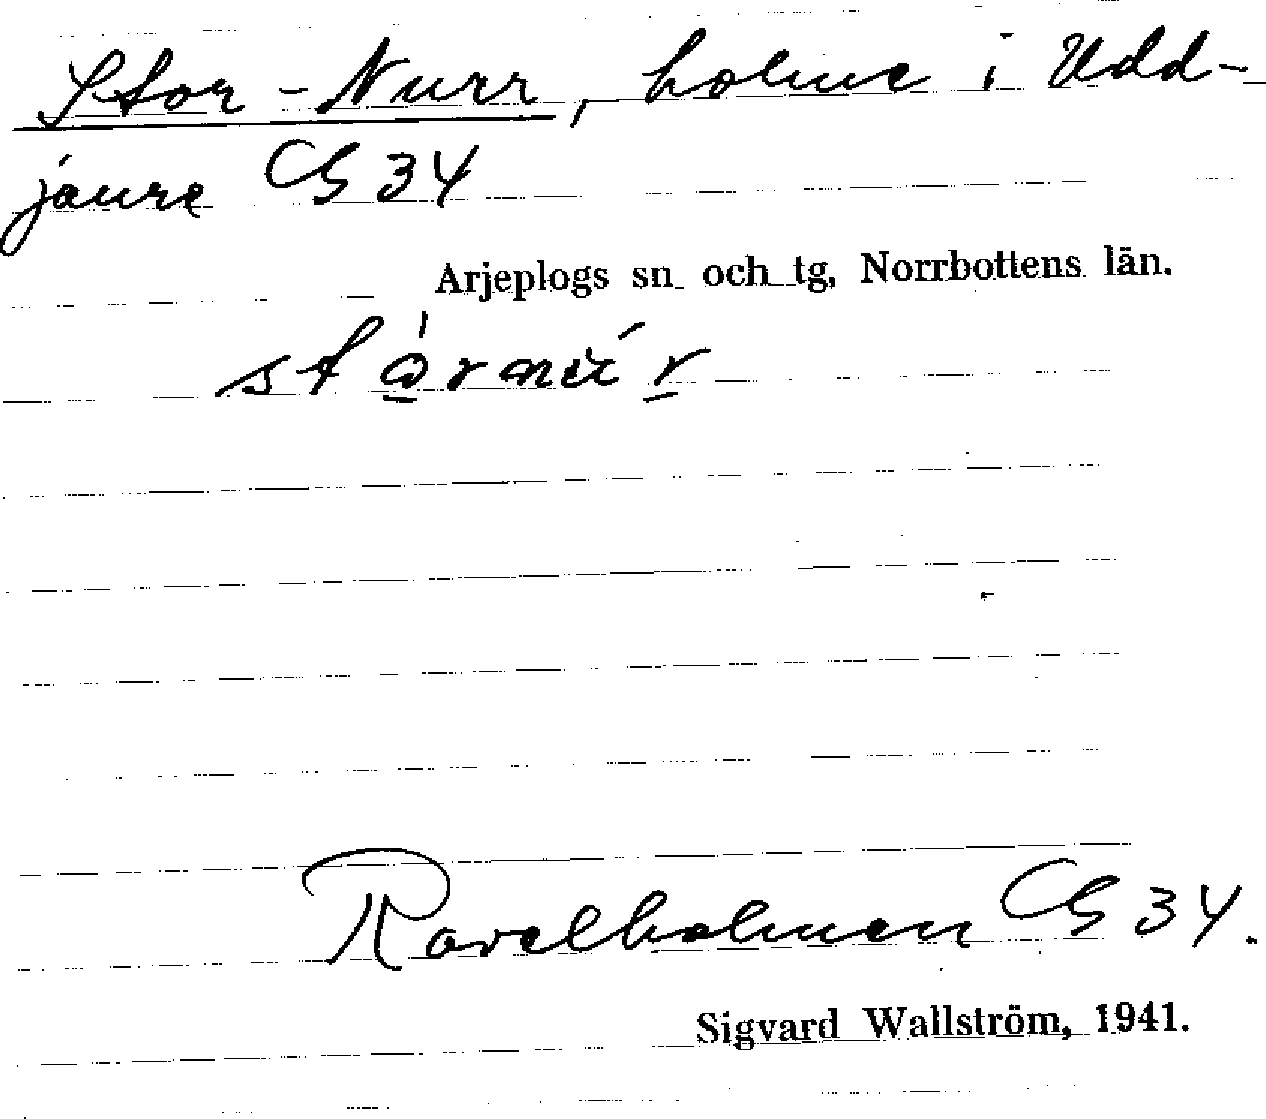 Stor-Nurr, holme i Udd-
jaure G 34
Arjeplogs sn och tg, Norrbottens län.
Ravelholmen G 34.
Sigvard Wallström, 1941.